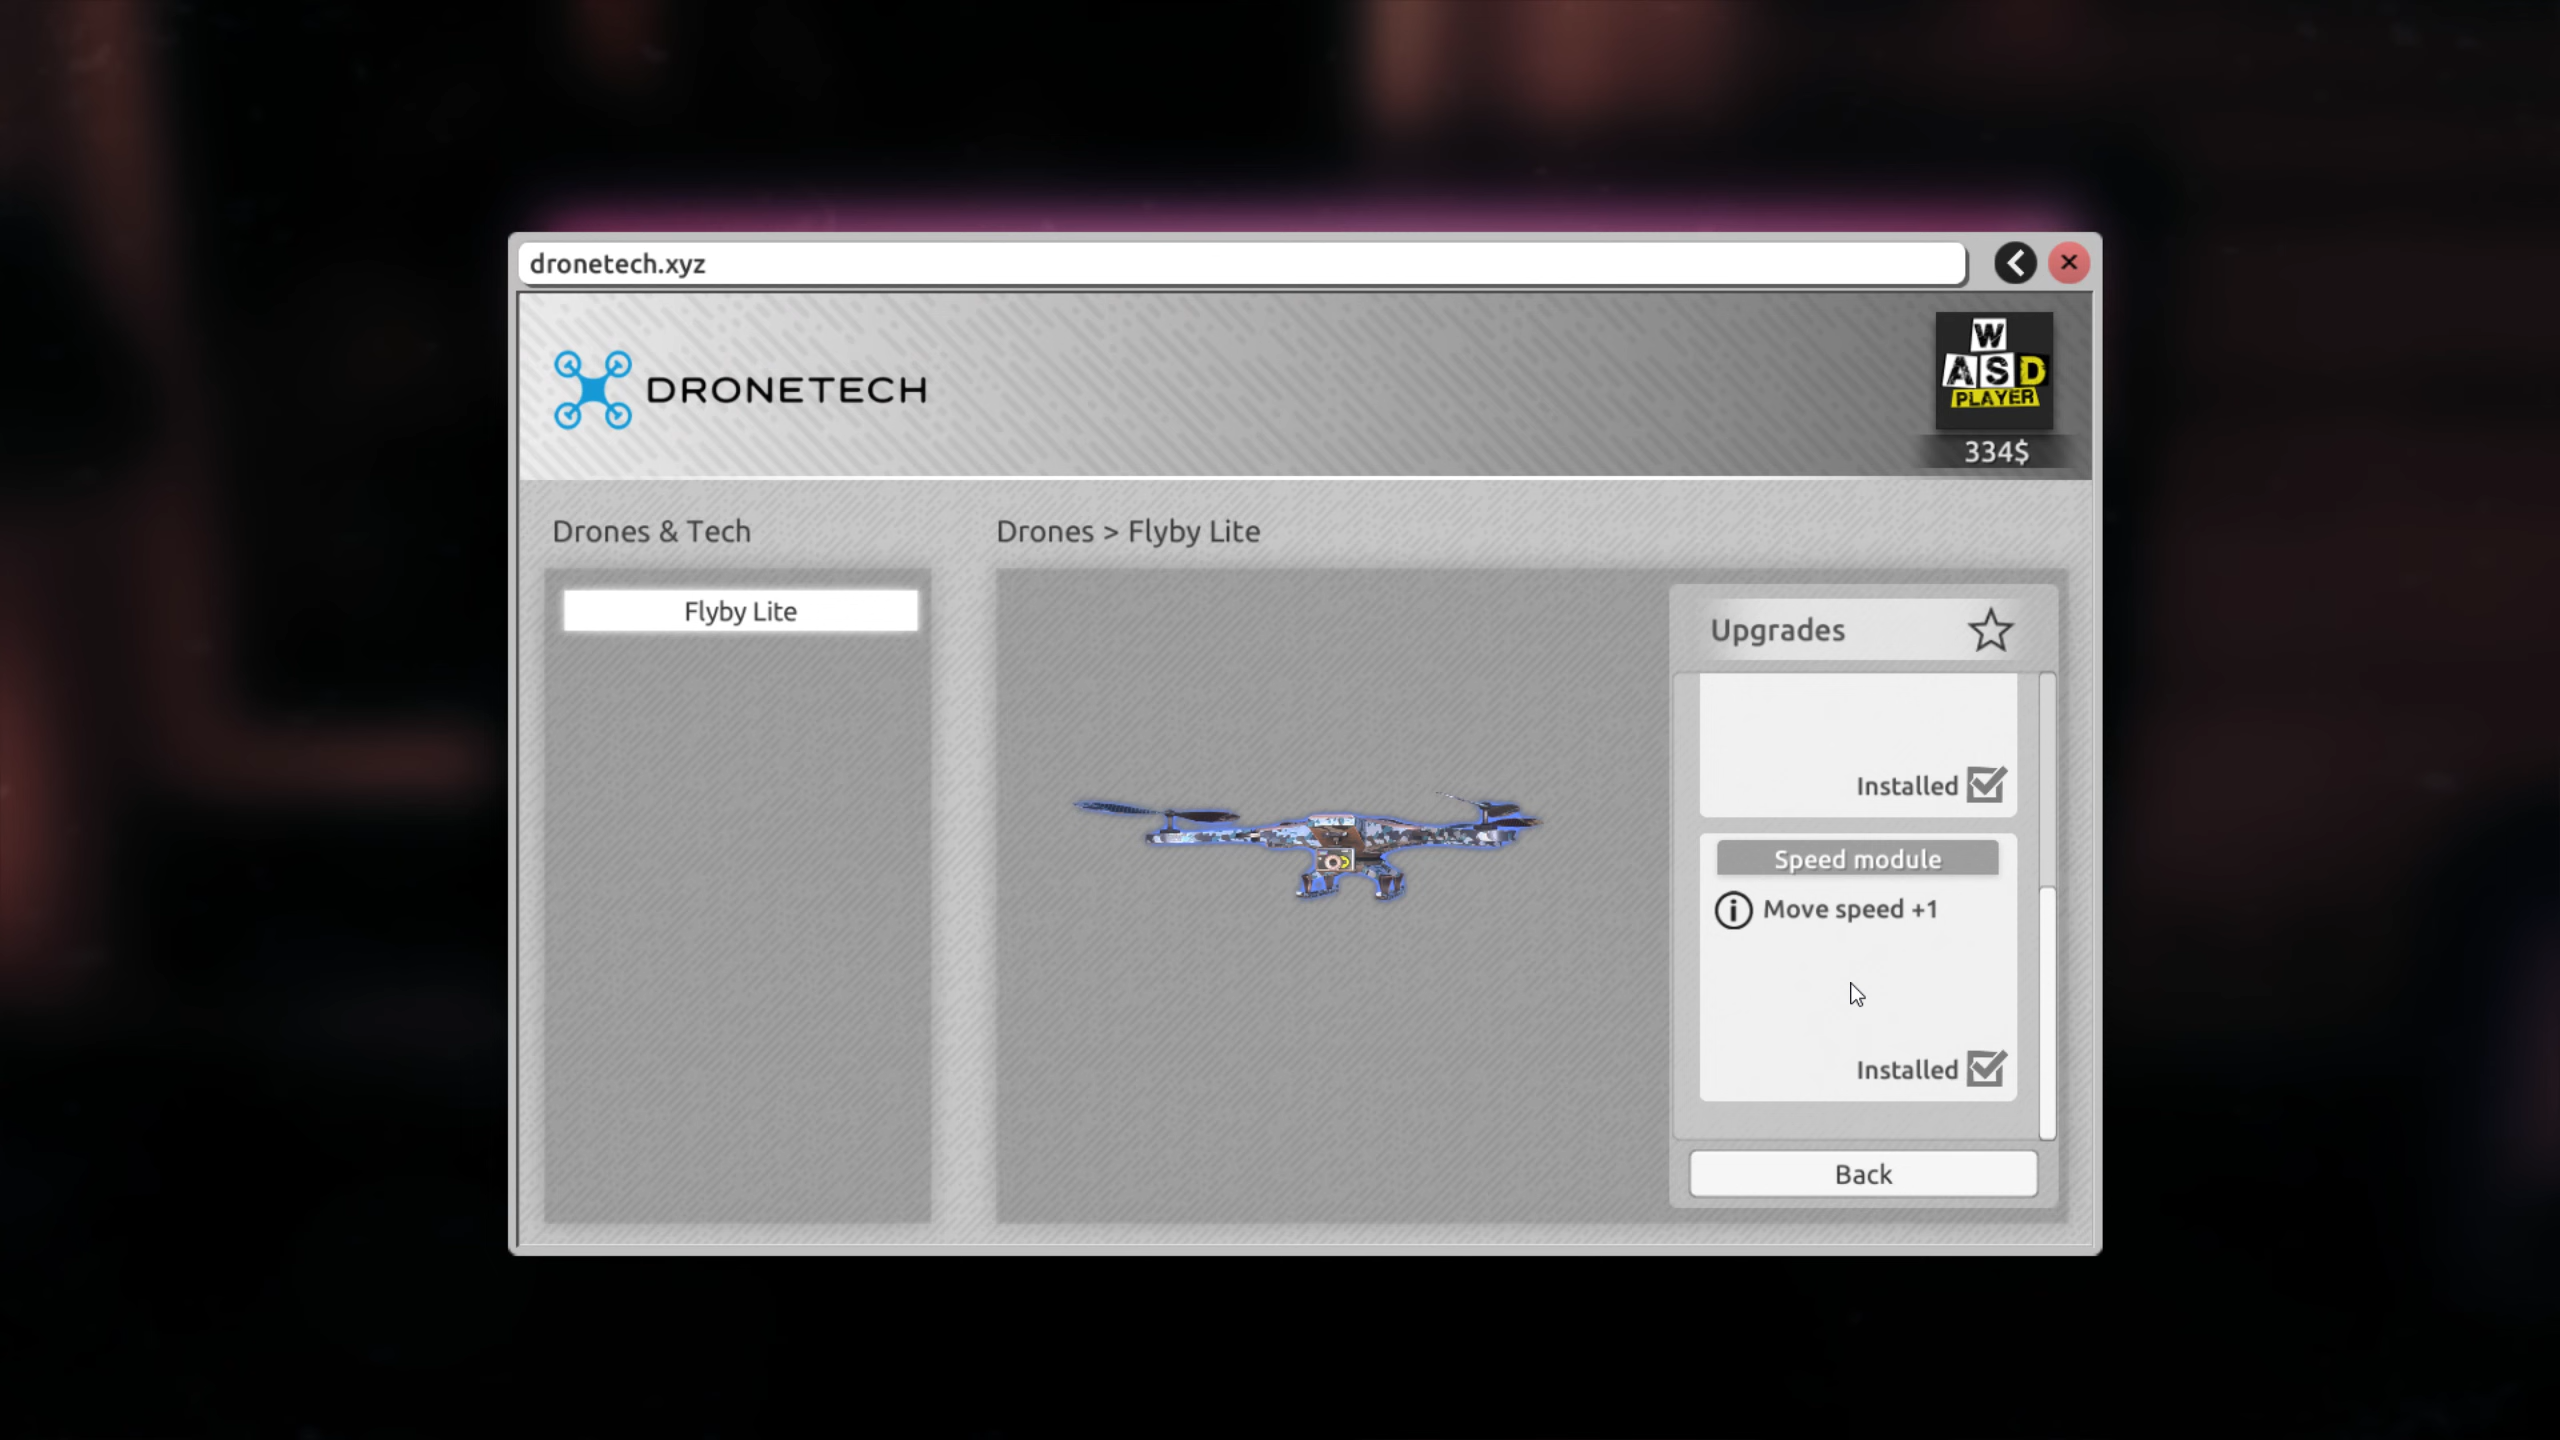 dronetech.xyz
DRONETECH
W
ASD
PLAYER
334$
Drones & Tech
Drones > Flyby Lite
Flyby Lite
Upgrades
Installed
Speed module
Move speed +1
Installed
Back